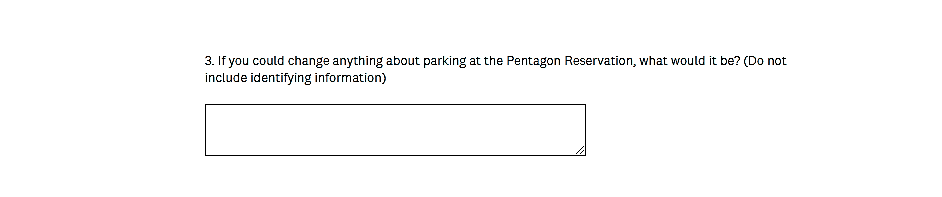 3. If you could change anything about parking at the Pentagon Reservation, what would it be? (Do not
include identifying information)